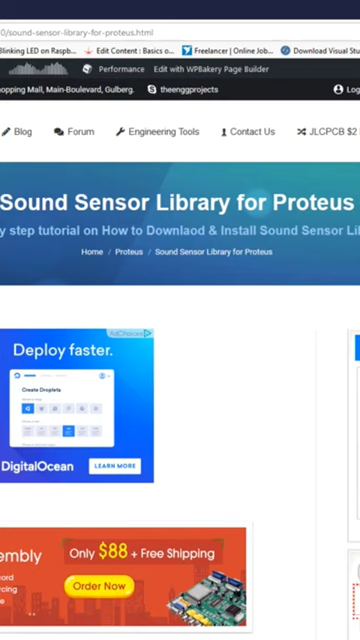 0/sound-sensor-library-for-proteus.html
Blinking LED on Raspb... Edit Content : Basics o... Freelancer | Online Job... Download Visual Stu
Performance Edit with WPBakery Page Builder
opping Mall, Main-Boulevard, Gulberg. theenggprojects Log
Blog Forum Engineering Tools Contact Us JLCPCB $2
Sound Sensor Library for Proteus
y step tutorial on How to Downlaod & Install Sound Sensor Li
Home / Proteus / Sound Sensor Library for Proteus
AdChoices
Deploy faster.
Create Droplets
DigitalOcean LEARN MORE
embly Only $88 + Free Shipping
ord
rcing
e
Order Now